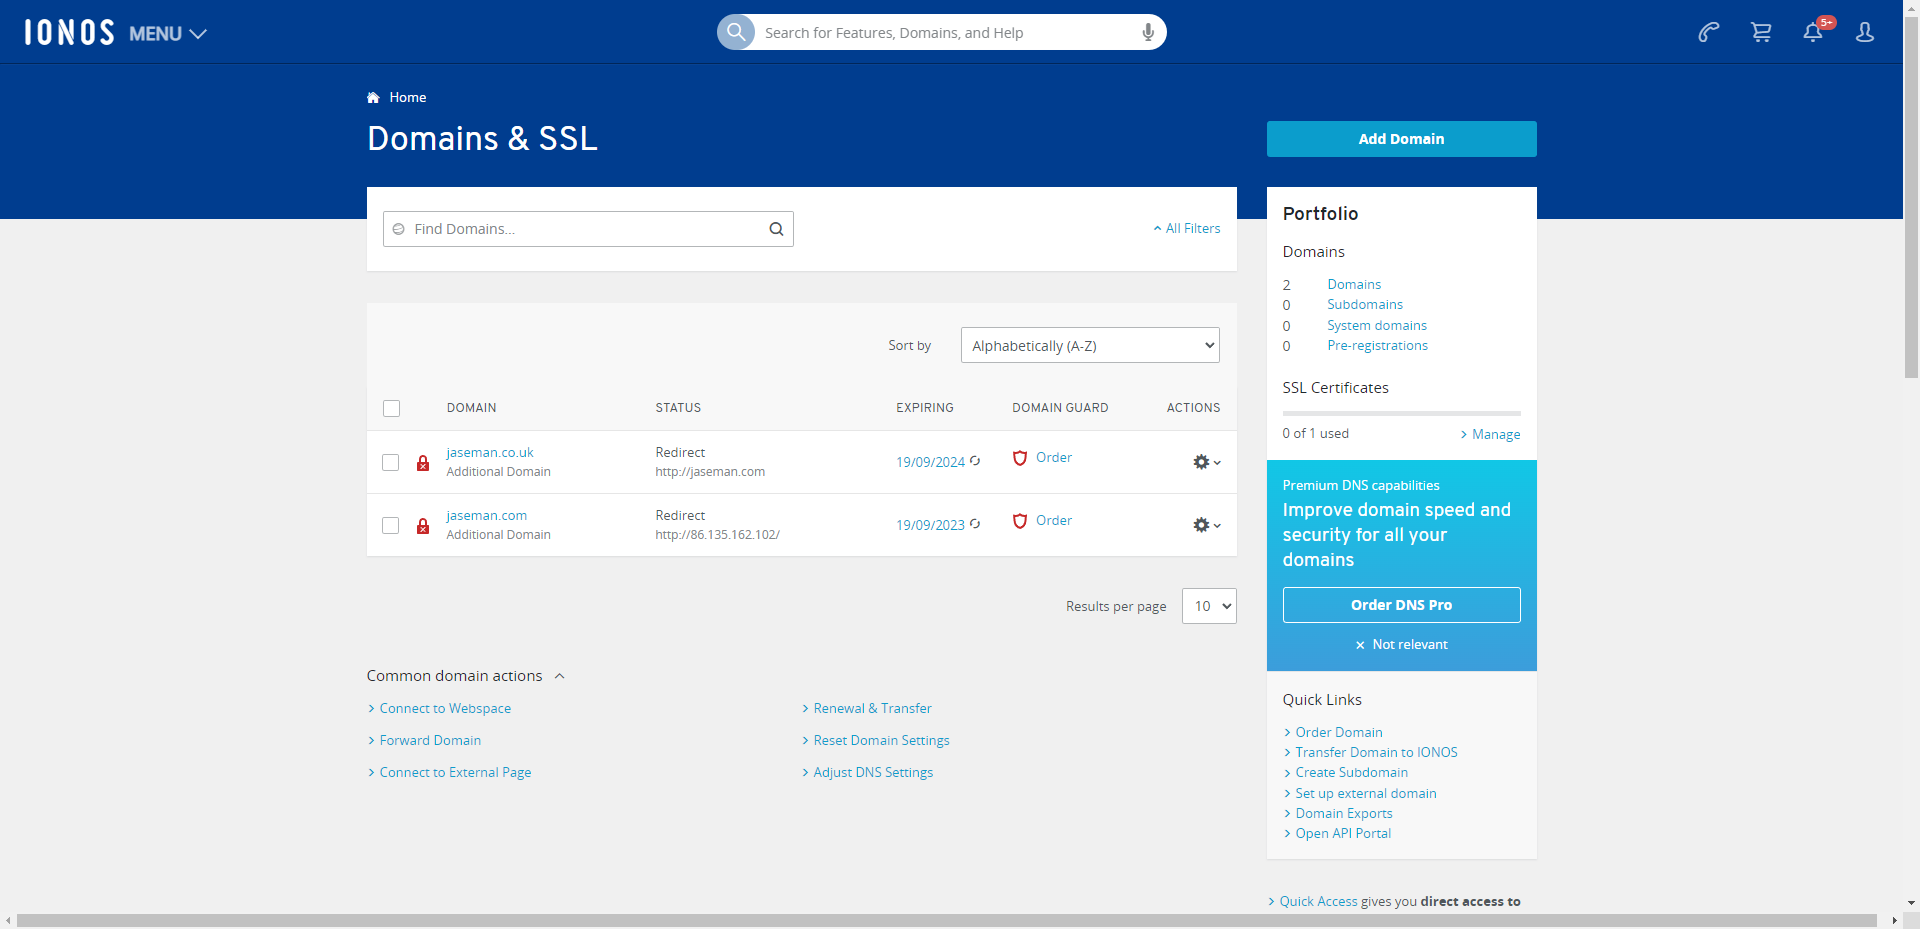 IONOS MENU
Search for Features, Domains, and Help
5+
Home
Domains & SSL
Add Domain
Find Domains...
All Filters
Sort by
Alphabetically (A-Z)
DOMAIN STATUS EXPIRING DOMAIN GUARD ACTIONS
jaseman.co.uk Redirect 19/09/2024 Order
Additional Domain http://jaseman.com
jaseman.com Redirect 19/09/2023 Order
Additional Domain http://86.135.162.102/
Results per page 10
Common domain actions
Connect to Webspace
Forward Domain
Connect to External Page
Renewal & Transfer
Reset Domain Settings
Adjust DNS Settings
Portfolio
Domains
2 Domains
0 Subdomains
0 System domains
0 Pre-registrations
SSL Certificates
0 of 1 used Manage
Premium DNS capabilities
Improve domain speed and
security for all your
domains
Order DNS Pro
Not relevant
Quick Links
Order Domain
Transfer Domain to IONOS
Create Subdomain
Set up external domain
Domain Exports
Open API Portal
Quick Access gives you direct access to